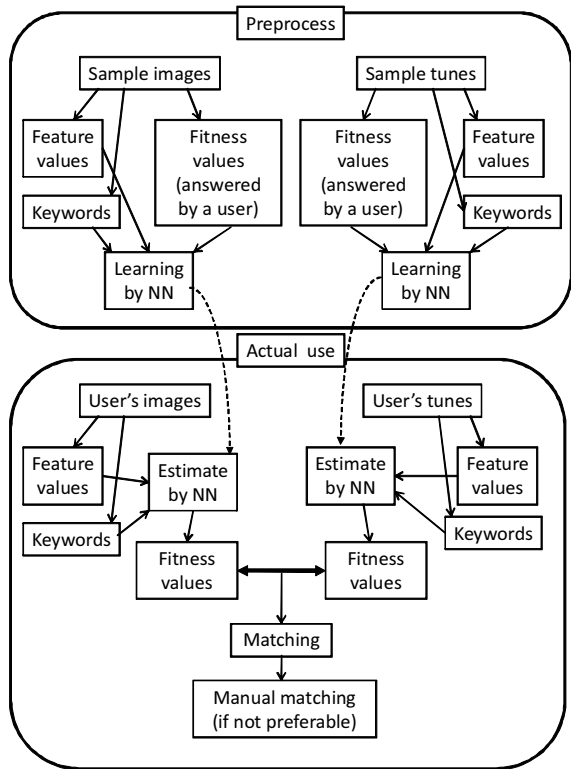 Preprocess
Sample images
Sample tunes
Feature
values
Fitness
values
(answered
by a user)
Fitness
values
(answered
by a user)
Feature
values
Keywords
Keywords
Learning
by NN
Learning
by NN
Actual use
User's images
User's tunes
Feature
values
Estimate
by NN
Estimate
by NN
Feature
values
Keywords
Keywords
Fitness
values
Fitness
values
Matching
Manual matching
(if not preferable)